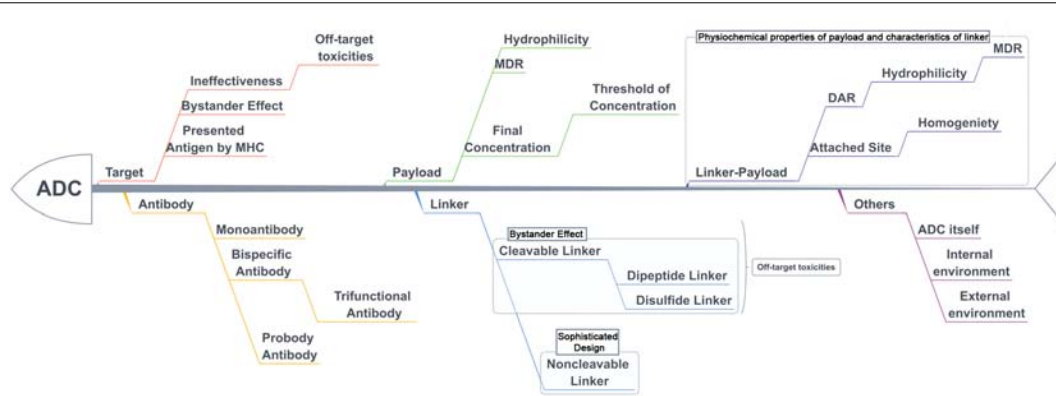 ADC
Target
Ineffectiveness
Off-target
toxicities
Bystander Effect
Presented
Antigen by MHC
Payload
Hydrophilicity
MDR
Final
Concentration
Threshold of
Concentration
Physiochemical properties of payload and characteristics of linker
Linker-Payload
DAR
Hydrophilicity
MDR
Attached Site
Homogeniety
Antibody
Monoantibody
Bispecific
Antibody
Trifunctional
Antibody
Probody
Antibody
Linker
Bystander Effect
Cleavable Linker
Dipeptide Linker
Disulfide Linker
Off-target toxicities
Sophisticated
Design
Noncleavable
Linker
Others
ADC itself
Internal
environment
External
environment